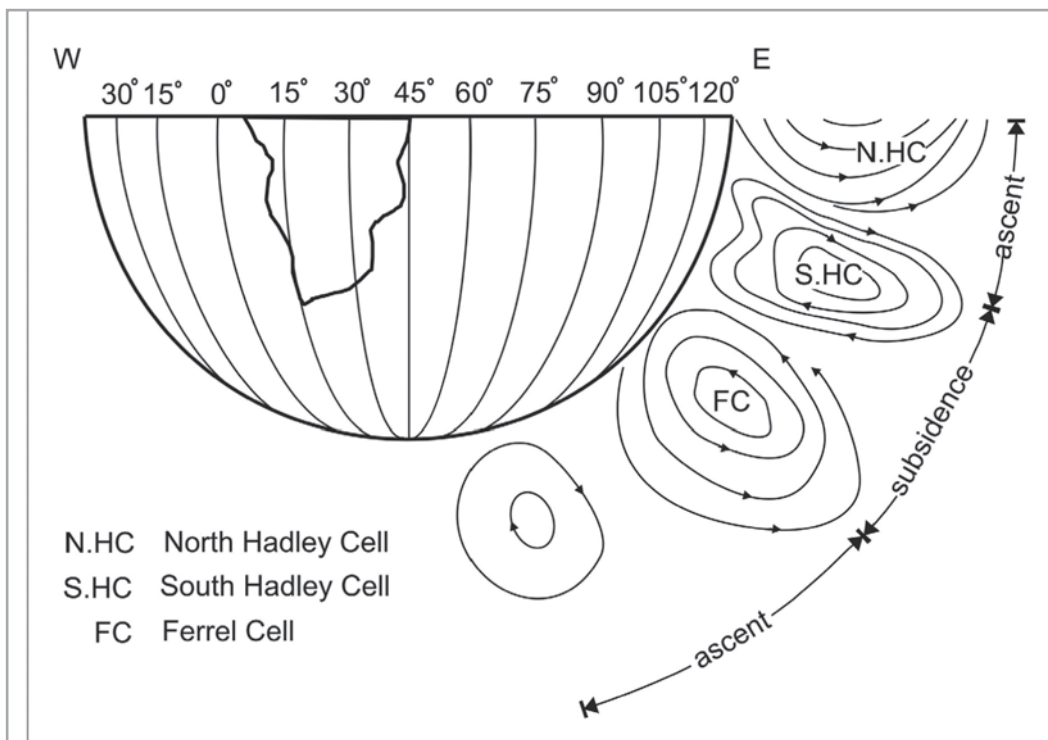 W E
30° 15° 0° 15° 30° 45° 60° 75° 90° 105° 120°
N.HC
ascent
S.HC
FC
subsidence
ascent
N.HC North Hadley Cell
S.HC South Hadley Cell
FC Ferrel Cell